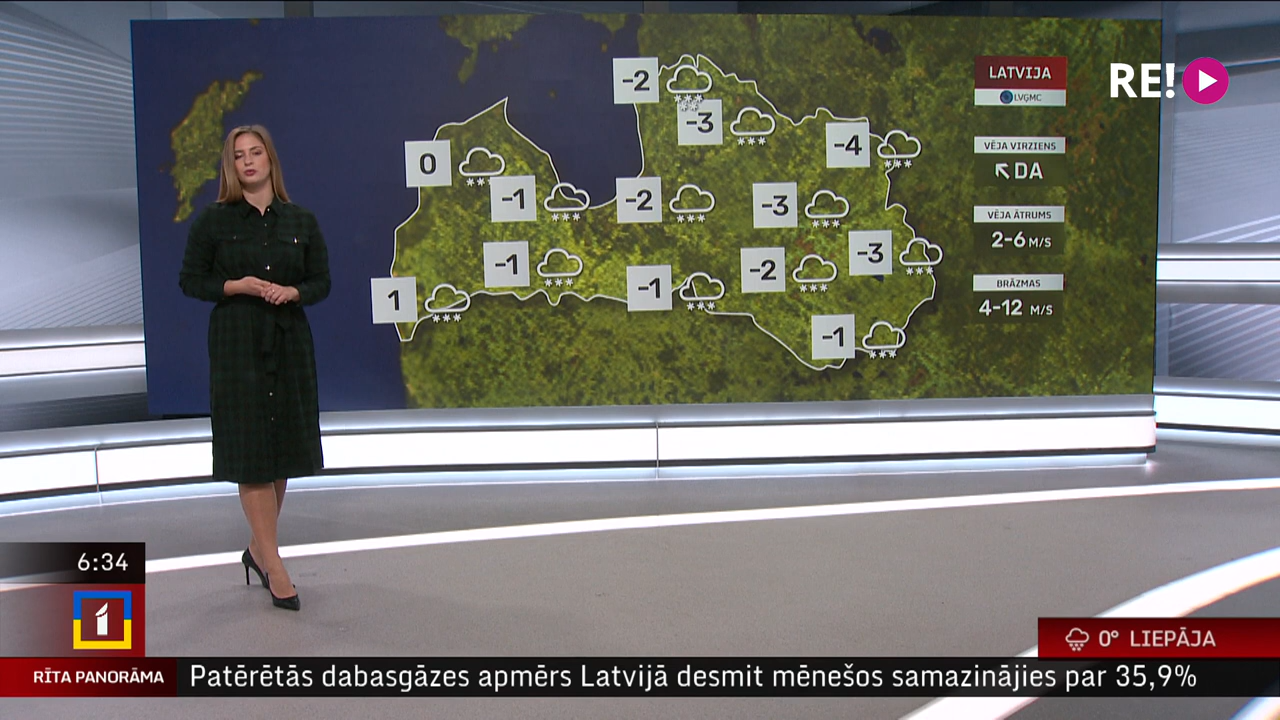 RE!
LATVIJA
LVĢMC
VĒJA VIRZIENS
DA
VĒJA ĀTRUMS
2-6 M/S
BRĀZMAS
4-12 M/S
-2
-3
-4
0
-1
-2
-3
-1
-1
-2
-3
1
-1
6:34
1
0° LIEPĀJA
RĪTA PANORĀMA
Patērētās dabasgāzes apmērs Latvijā desmit mēnešos samazinājies par 35,9%